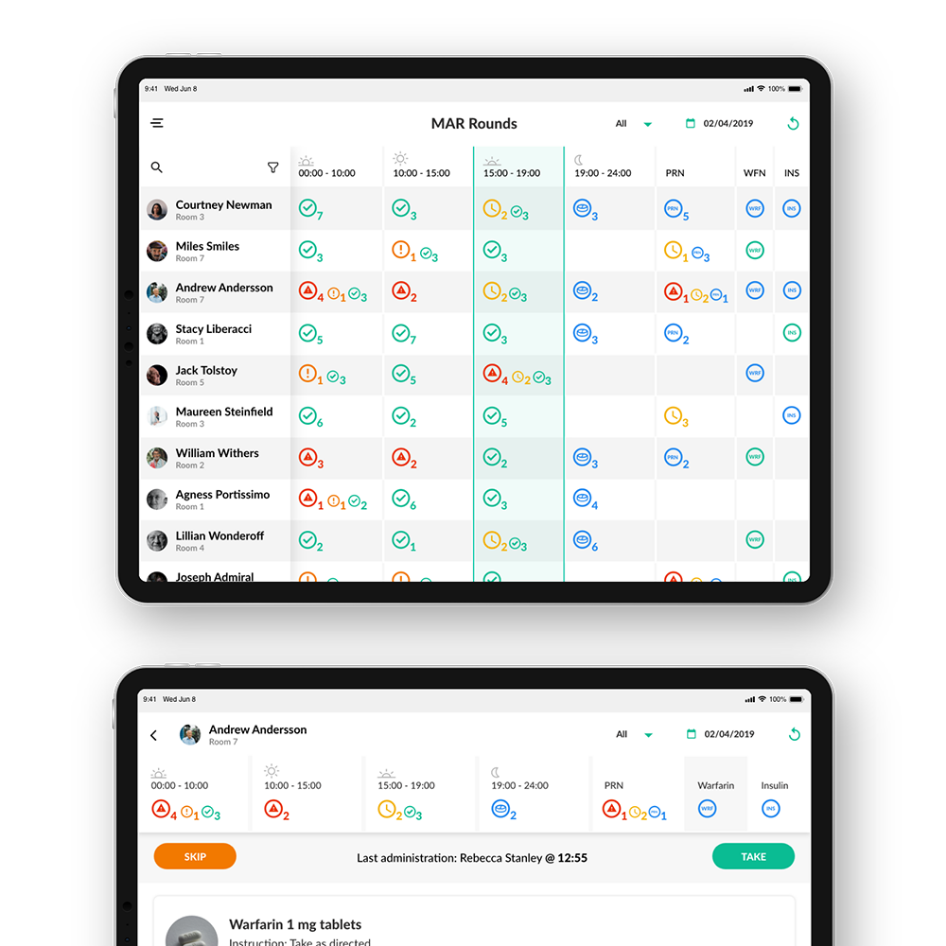 9:41 Wed Jun 8 100%
MAR Rounds All 02/04/2019
00:00 - 10:00 10:00 - 15:00 15:00 - 19:00 19:00 - 24:00 PRN WFN INS
Courtney Newman
Room 3
7 3 2 3 3 PRN 5 WRF INS
Miles Smiles
Room 7
3 1 3 3 1 PRN 3 WRF
Andrew Andersson
Room 7
4 1 3 2 2 3 2 1 2 PRN 1 WRF INS
Stacy Liberacci
Room 1
5 7 3 3 PRN 2 INS
Jack Tolstoy
Room 5
1 3 5 4 2 3 WRF
Maureen Steinfield
Room 3
6 2 5 3 INS
William Withers
Room 2
3 2 2 3 PRN 2 WRF
Agness Portissimo
Room 1
1 1 2 6 3 4
Lillian Wonderoff
Room 4
2 1 2 3 6 WRF
Joseph Admiral
INS
9:41 Wed Jun 8 100%
Andrew Andersson
Room 7
All 02/04/2019
00:00 - 10:00 10:00 - 15:00 15:00 - 19:00 19:00 - 24:00 PRN Warfarin Insulin
4 1 3 2 2 3 2 1 2 PRN 1 WRF INS
SKIP Last administration: Rebecca Stanley @ 12:55 TAKE
Warfarin 1 mg tablets
Instruction: Take as directed